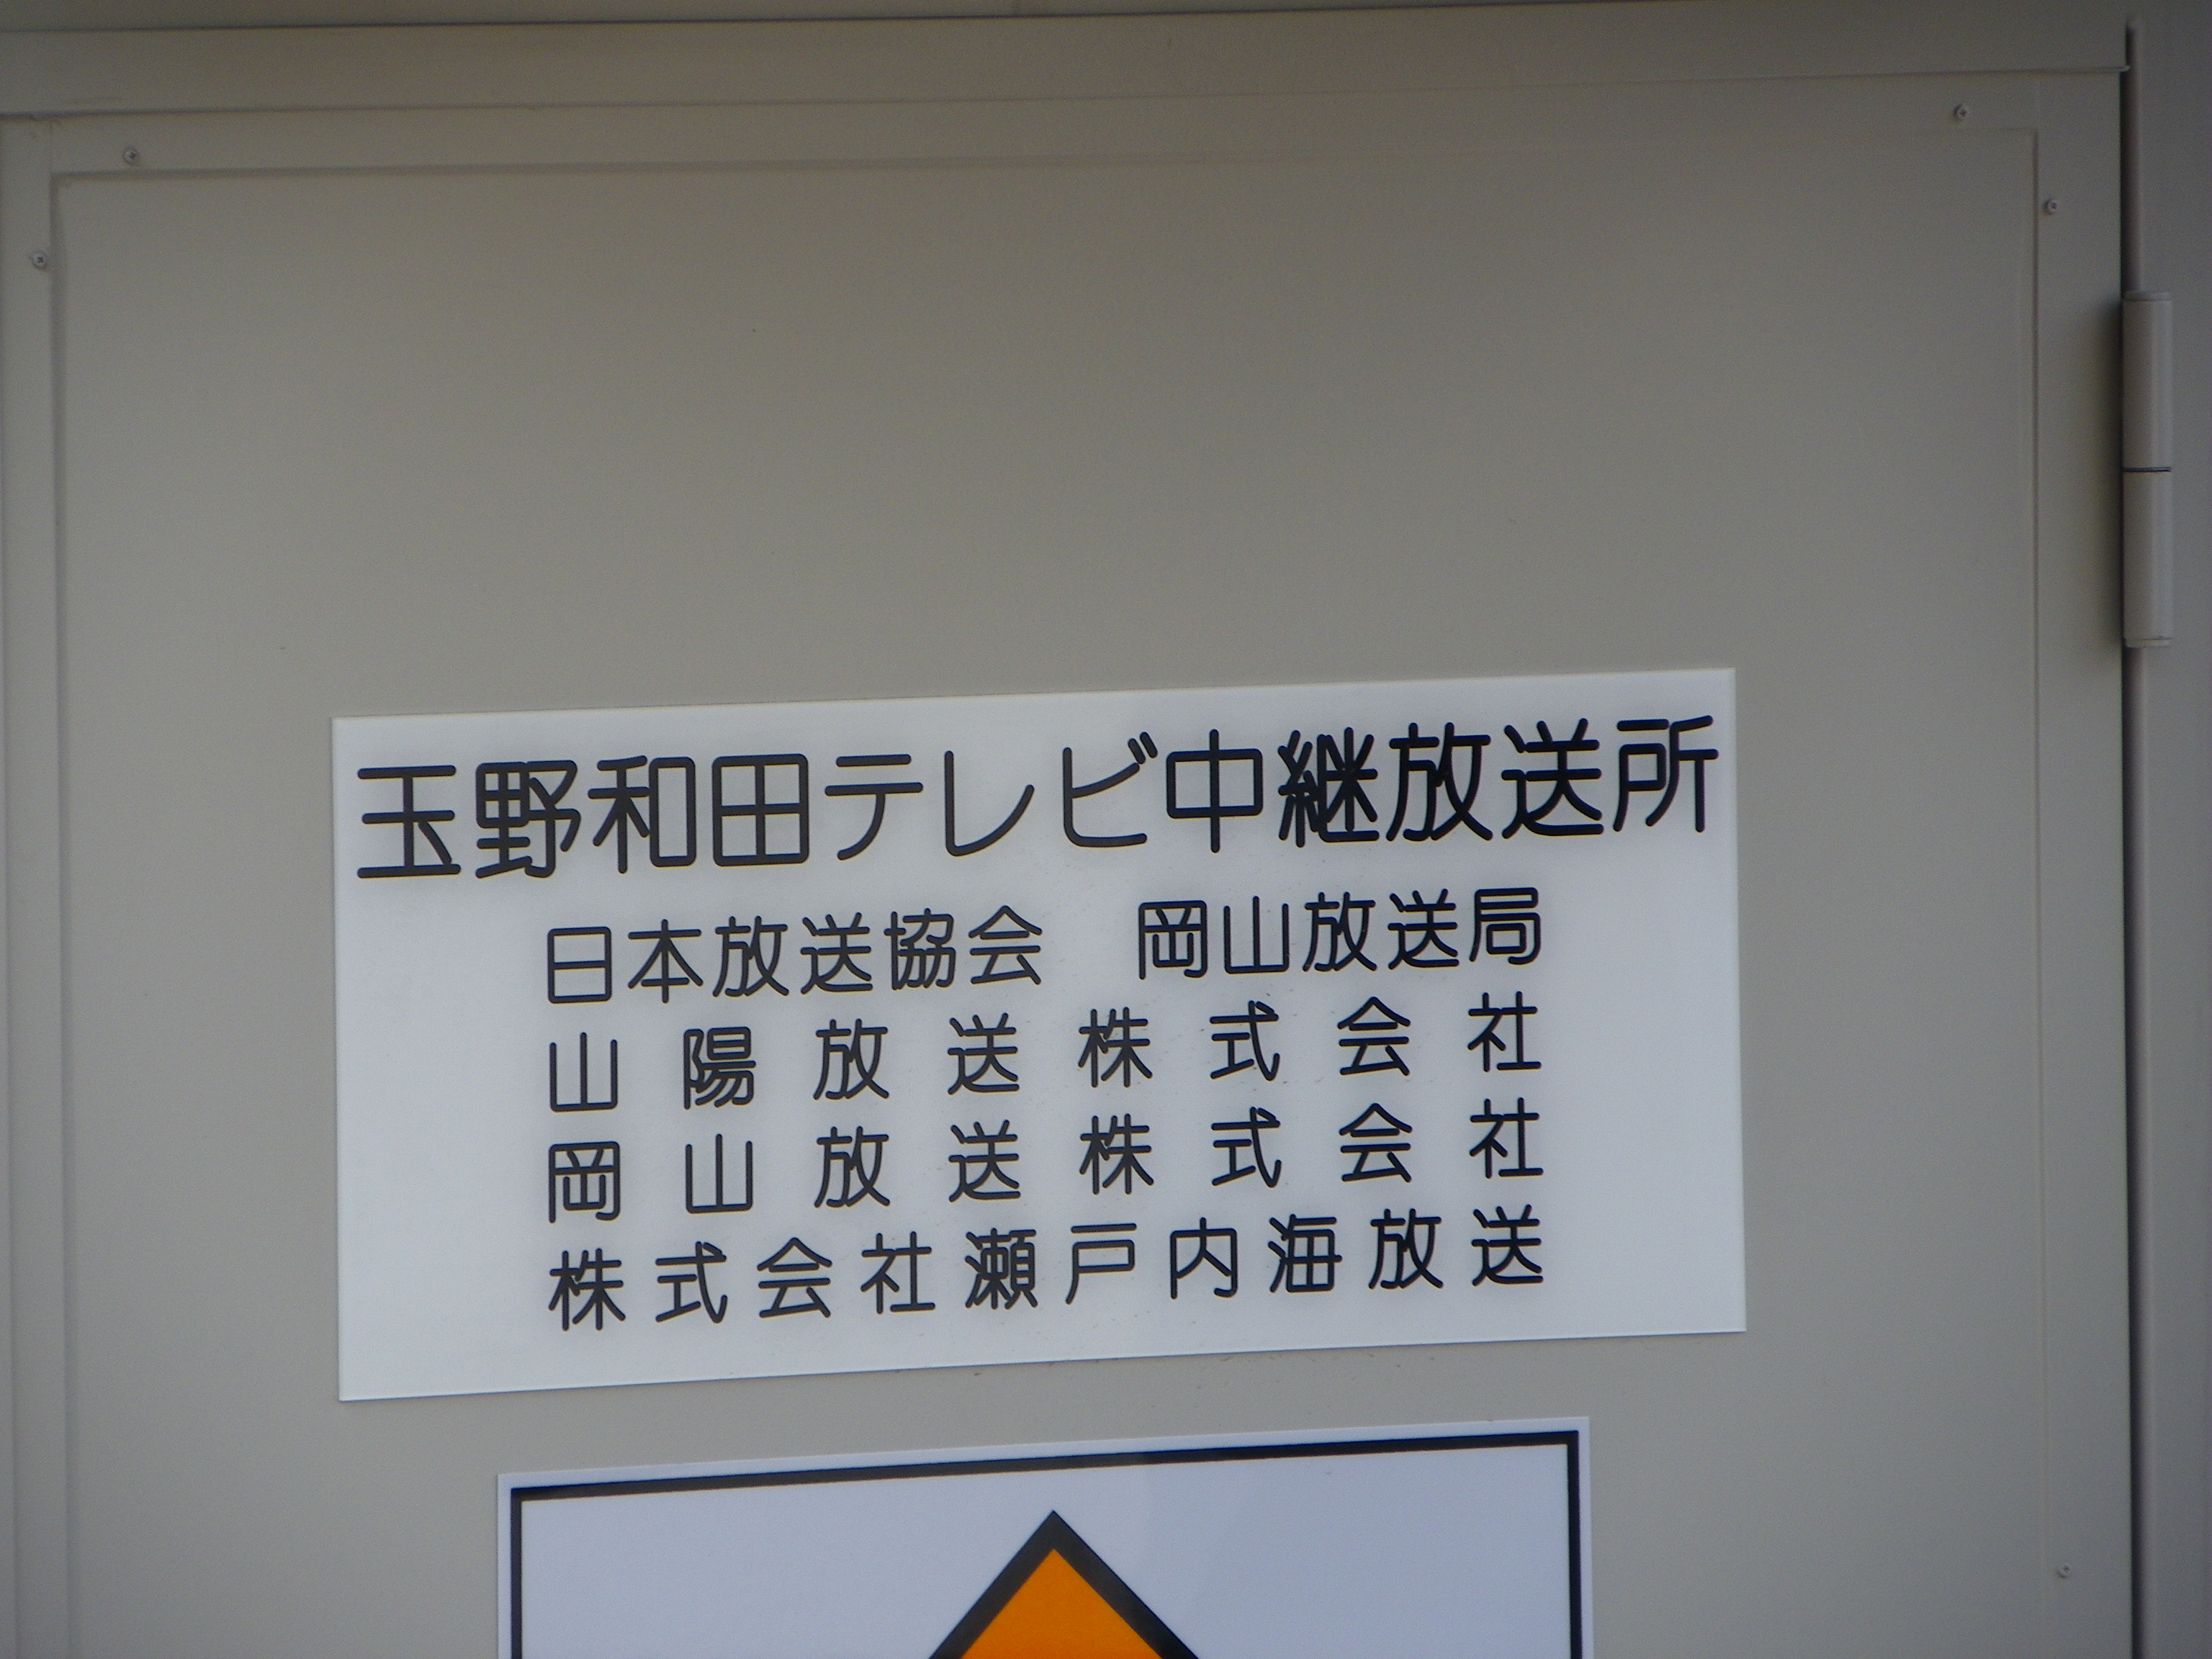 玉野和田テレビ中継放送所
日本放送協会　岡山放送局
山陽放送株式会社
岡山放送株式会社
株式会社瀬戸内海放送